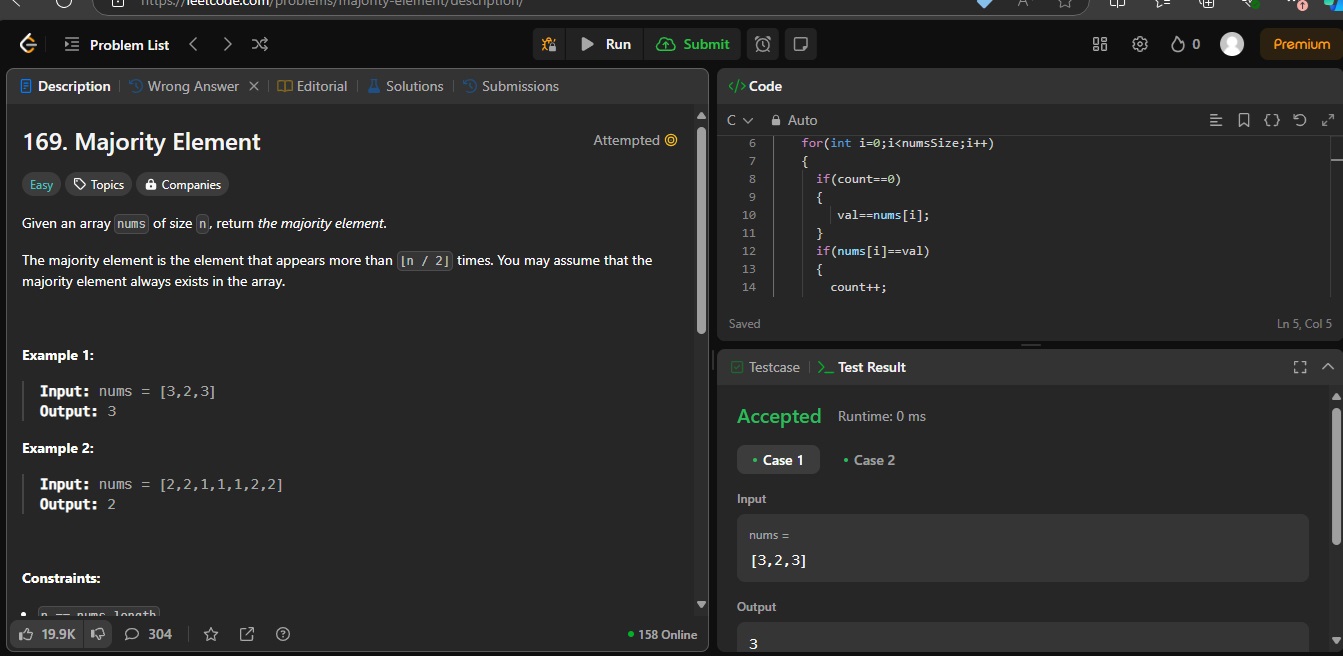 https://leetcode.com/problems/majority-element/description/
Problem List
Run
Submit
0
Premium
Description
Wrong Answer
Editorial
Solutions
Submissions
169. Majority Element
Attempted
Easy
Topics
Companies
Given an array nums of size n, return the majority element.
The majority element is the element that appears more than ⌊n / 2⌋ times. You may assume that the
majority element always exists in the array.
Example 1:
Input: nums = [3,2,3]
Output: 3
Example 2:
Input: nums = [2,2,1,1,1,2,2]
Output: 2
Constraints:
n == nums.length
19.9K
304
158 Online
</> Code
C
Auto
6 for(int i=0;i<numsSize;i++)
7 {
8 if(count==0)
9 {
10 val==nums[i];
11 }
12 if(nums[i]==val)
13 {
14 count++;
Saved
Ln 5, Col 5
Testcase
Test Result
Accepted
Runtime: 0 ms
Case 1
Case 2
Input
nums =
[3,2,3]
Output
3